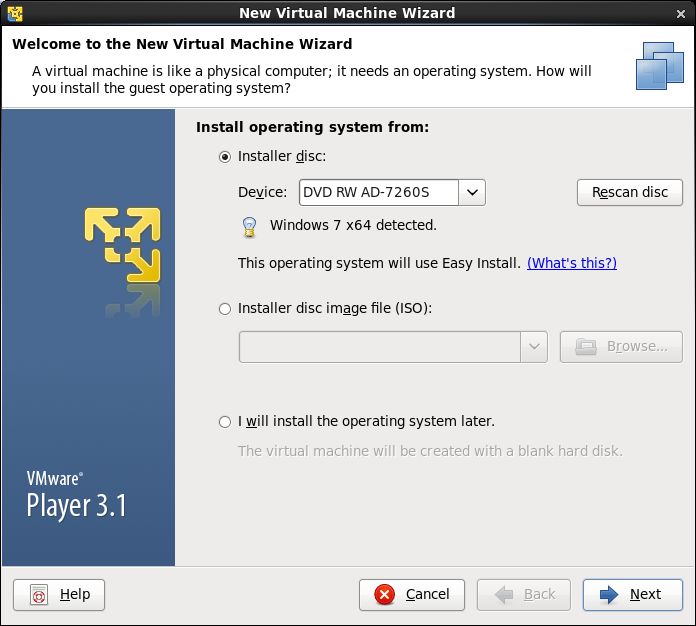 New Virtual Machine Wizard
Welcome to the New Virtual Machine Wizard
A virtual machine is like a physical computer; it needs an operating system. How will
you install the guest operating system?
Install operating system from:
Installer disc:
Device: DVD RW AD-7260S Rescan disc
Windows 7 x64 detected.
This operating system will use Easy Install. (What's this?)
Installer disc image file (ISO):
Browse...
I will install the operating system later.
The virtual machine will be created with a blank hard disk.
VMware®
Player 3.1
Help Cancel Back Next